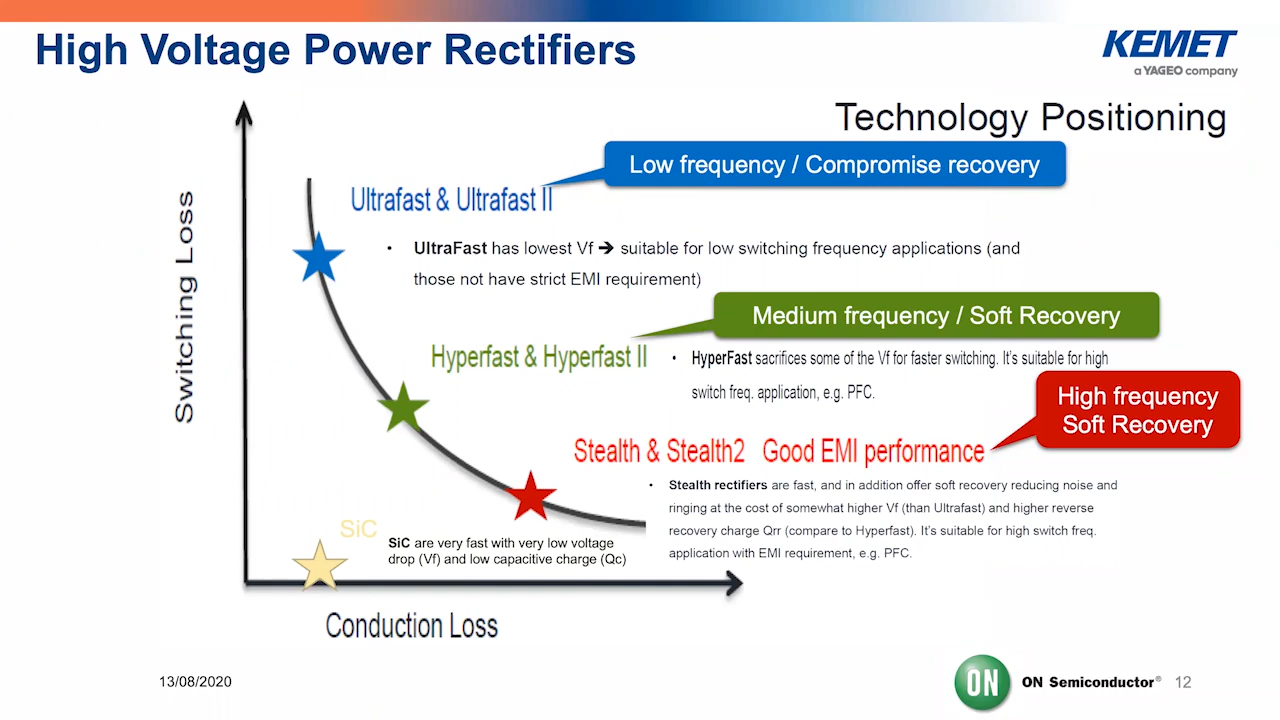 High Voltage Power Rectifiers
KEMET
a YAGEO company
Technology Positioning
Low frequency / Compromise recovery
Ultrafast & Ultrafast II
• UltraFast has lowest Vf ➔ suitable for low switching frequency applications (and
those not have strict EMI requirement)
Switching Loss
Medium frequency / Soft Recovery
Hyperfast & Hyperfast II
• HyperFast sacrifices some of the Vf for faster switching. It's suitable for high
switch freq. application, e.g. PFC.
High frequency
Soft Recovery
Stealth & Stealth2 Good EMI performance
• Stealth rectifiers are fast, and in addition offer soft recovery reducing noise and
ringing at the cost of somewhat higher Vf (than Ultrafast) and higher reverse
recovery charge Qrr (compare to Hyperfast). It's suitable for high switch freq.
application with EMI requirement, e.g. PFC.
SiC
SiC are very fast with very low voltage
drop (Vf) and low capacitive charge (Qc)
Conduction Loss
13/08/2020
ON
ON Semiconductor®
12